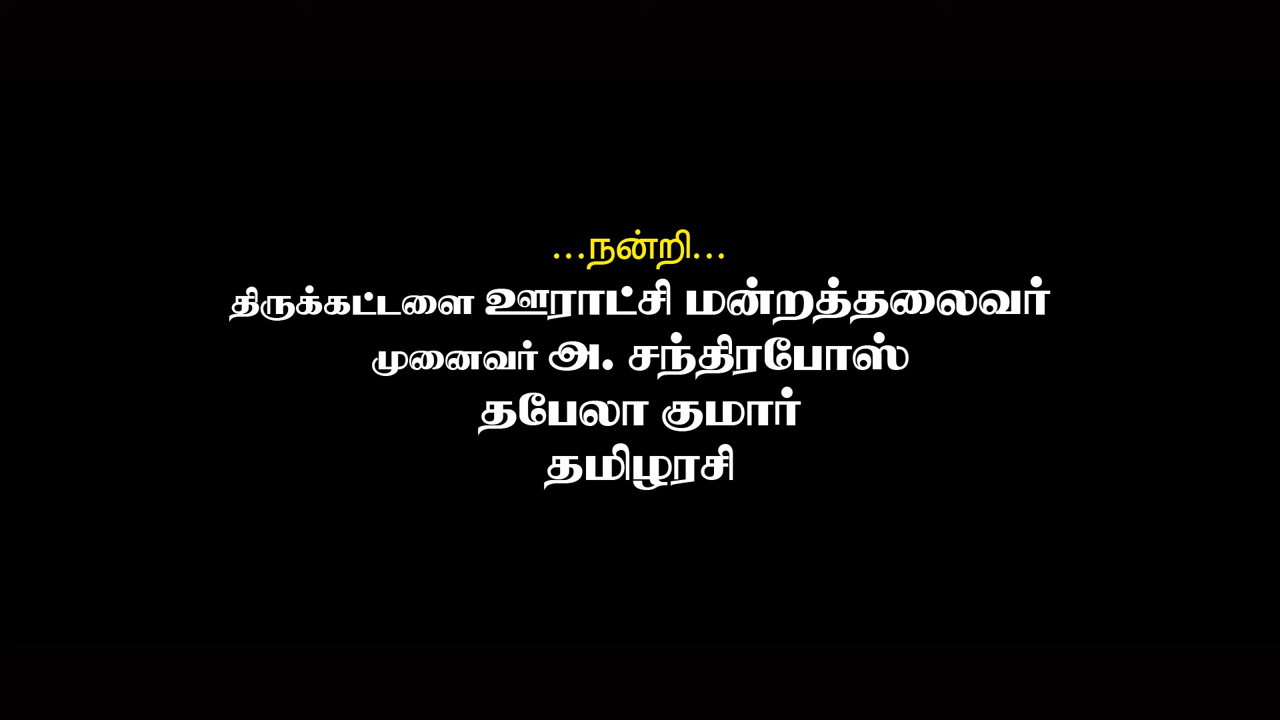 ...நன்றி...
திருக்கட்டளை ஊராட்சி மன்றத்தலைவர்
முனைவர் அ. சந்திரபோஸ்
தபேலா குமார்
தமிழரசி